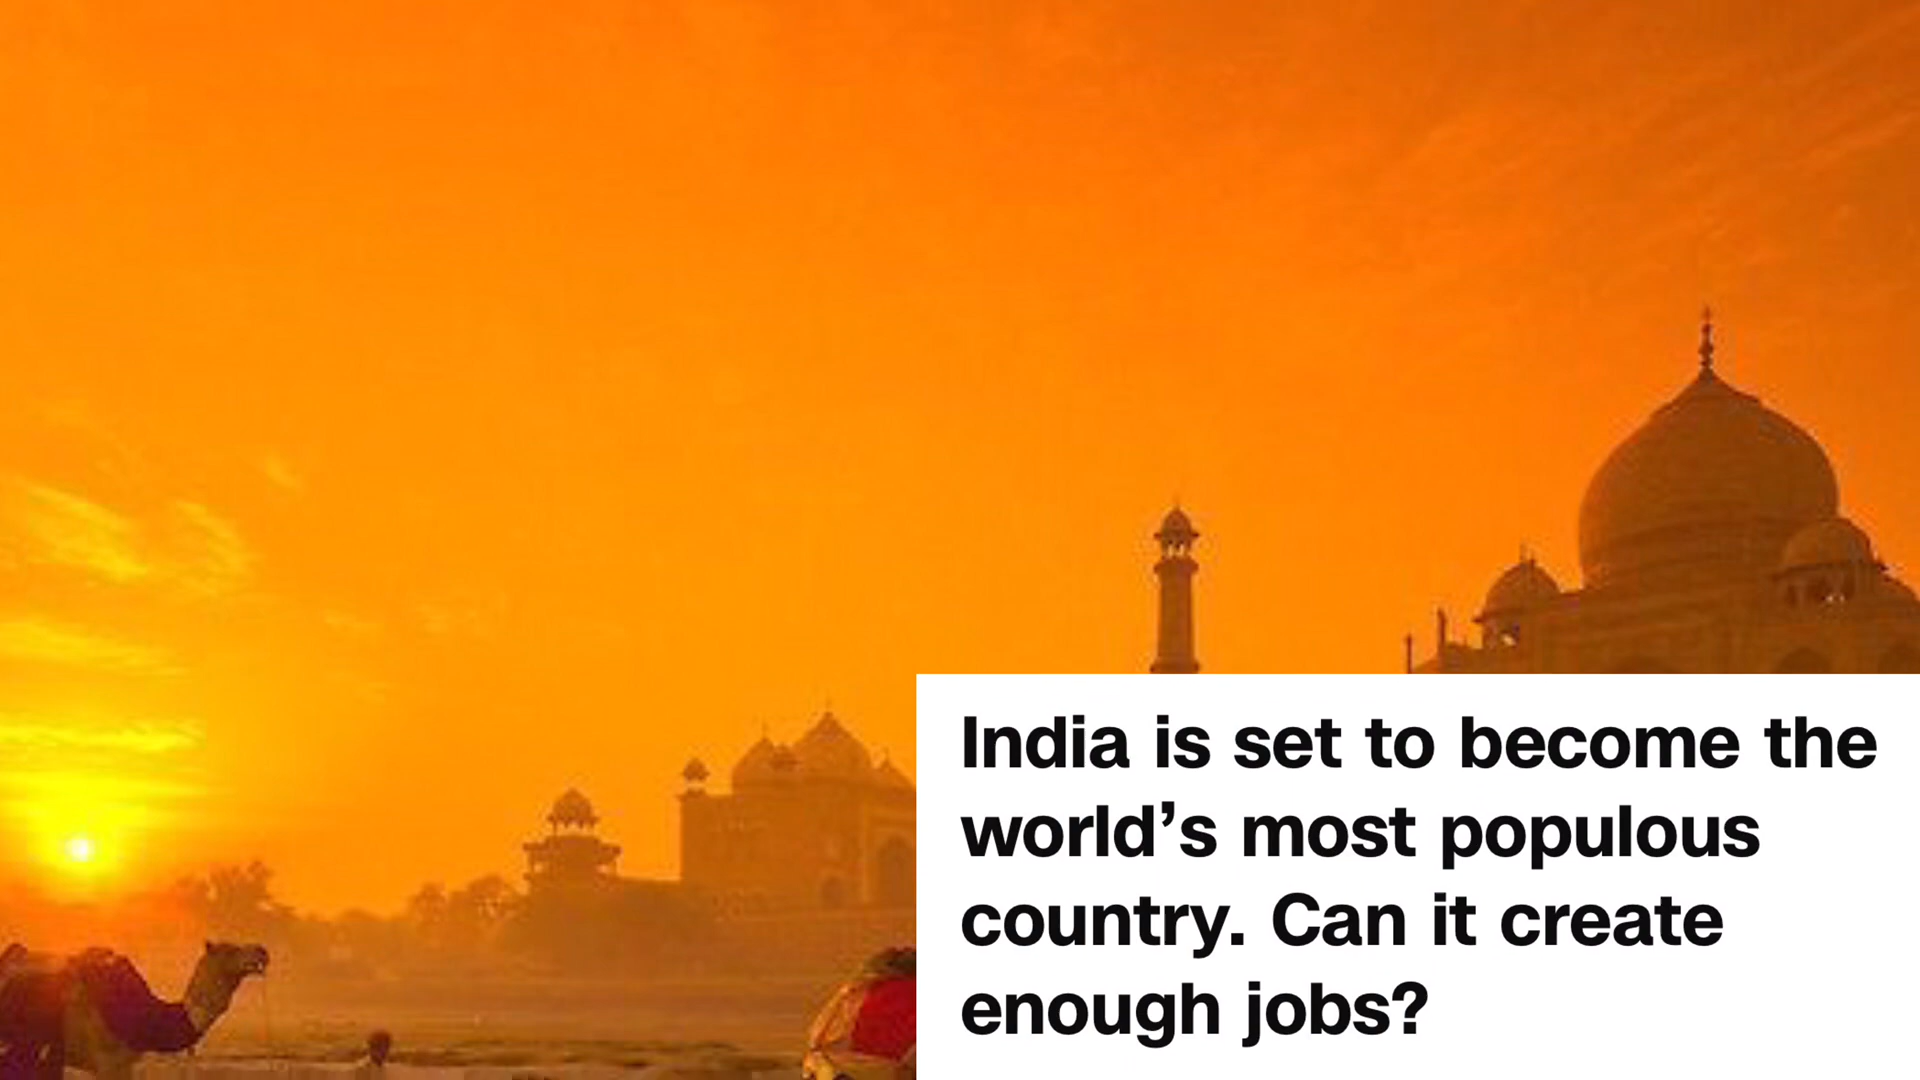 India is set to become the
world’s most populous
country. Can it create
enough jobs?